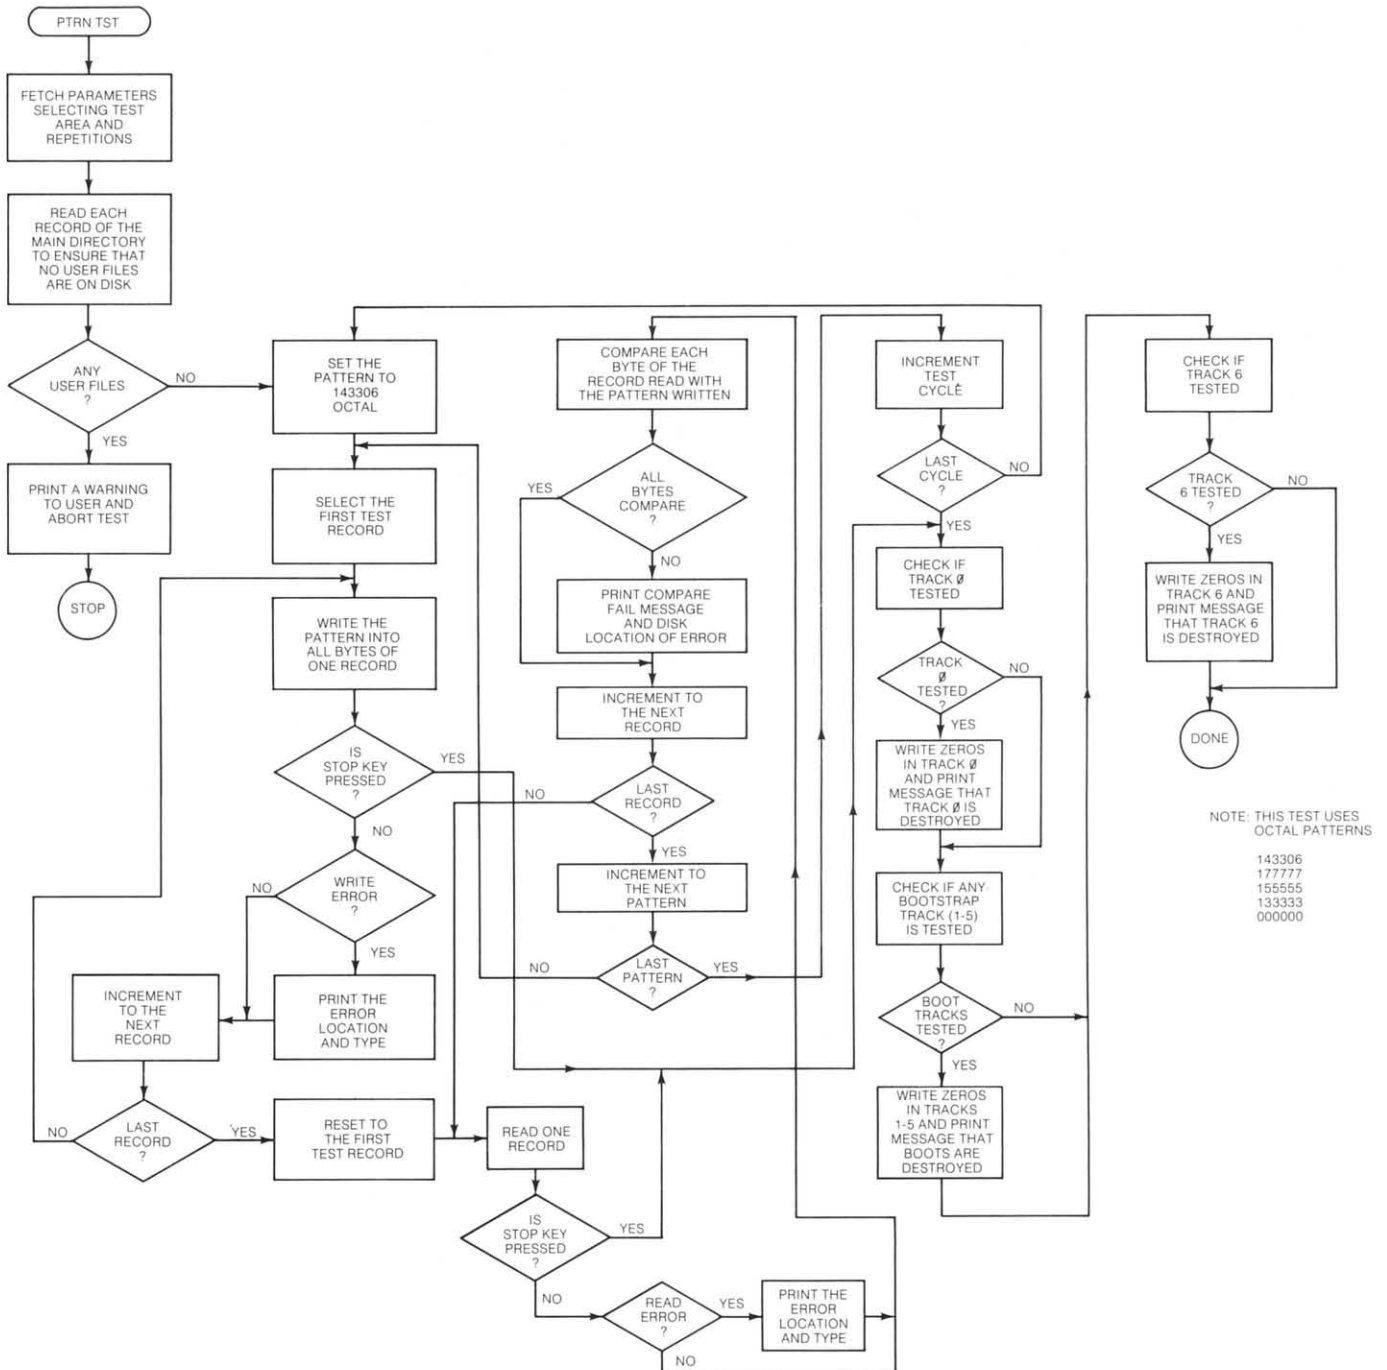 PTRN TST
FETCH PARAMETERS
SELECTING TEST
AREA AND
REPETITIONS
READ EACH
RECORD OF THE
MAIN DIRECTORY
TO ENSURE THAT
NO USER FILES
ARE ON DISK
ANY
USER FILES
?
NO
YES
PRINT A WARNING
TO USER AND
ABORT TEST
STOP
SET THE
PATTERN TO
143306
OCTAL
SELECT THE
FIRST TEST
RECORD
WRITE THE
PATTERN INTO
ALL BYTES OF
ONE RECORD
IS
STOP KEY
PRESSED
?
YES
NO
WRITE
ERROR
?
NO
YES
PRINT THE
ERROR
LOCATION
AND TYPE
INCREMENT
TO THE
NEXT
RECORD
LAST
RECORD
?
NO
YES
RESET TO
THE FIRST
TEST RECORD
READ ONE
RECORD
IS
STOP KEY
PRESSED
?
YES
NO
READ
ERROR
?
YES
NO
PRINT THE
ERROR
LOCATION
AND TYPE
COMPARE EACH
BYTE OF THE
RECORD READ WITH
THE PATTERN WRITTEN
ALL
BYTES
COMPARE
?
YES
NO
PRINT COMPARE
FAIL MESSAGE
AND DISK
LOCATION OF ERROR
INCREMENT TO
THE NEXT
RECORD
LAST
RECORD
?
NO
YES
INCREMENT TO
THE NEXT
PATTERN
LAST
PATTERN
?
NO
YES
INCREMENT
TEST
CYCLE
LAST
CYCLE
?
NO
YES
CHECK IF
TRACK Ø
TESTED
TRACK
Ø
TESTED
?
NO
YES
WRITE ZEROS
IN TRACK Ø
AND PRINT
MESSAGE THAT
TRACK Ø IS
DESTROYED
CHECK IF ANY
BOOTSTRAP
TRACK (1-5)
IS TESTED
BOOT
TRACKS
TESTED
?
NO
YES
WRITE ZEROS
IN TRACKS
1-5 AND PRINT
MESSAGE THAT
BOOTS ARE
DESTROYED
CHECK IF
TRACK 6
TESTED
TRACK
6 TESTED
?
NO
YES
WRITE ZEROS IN
TRACK 6 AND
PRINT MESSAGE
THAT TRACK 6
IS DESTROYED
DONE
NOTE: THIS TEST USES
OCTAL PATTERNS
143306
177777
155555
133333
000000